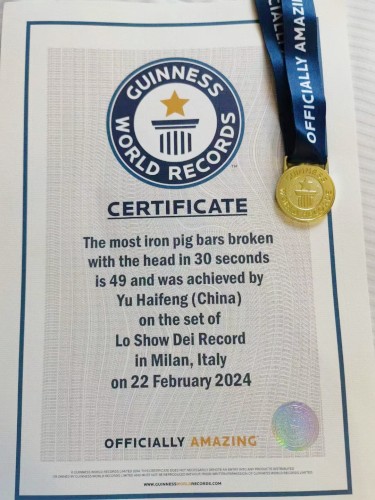 OFFICIALLY AMAZING
GUINNESS
WORLD RECORDS
™
CERTIFICATE
The most iron pig bars broken
with the head in 30 seconds
is 49 and was achieved by
Yu Haifeng (China)
on the set of
Lo Show Dei Record
in Milan, Italy
on 22 February 2024
OFFICIALLY AMAZING
WWW.GUINNESSWORLDRECORDS.COM